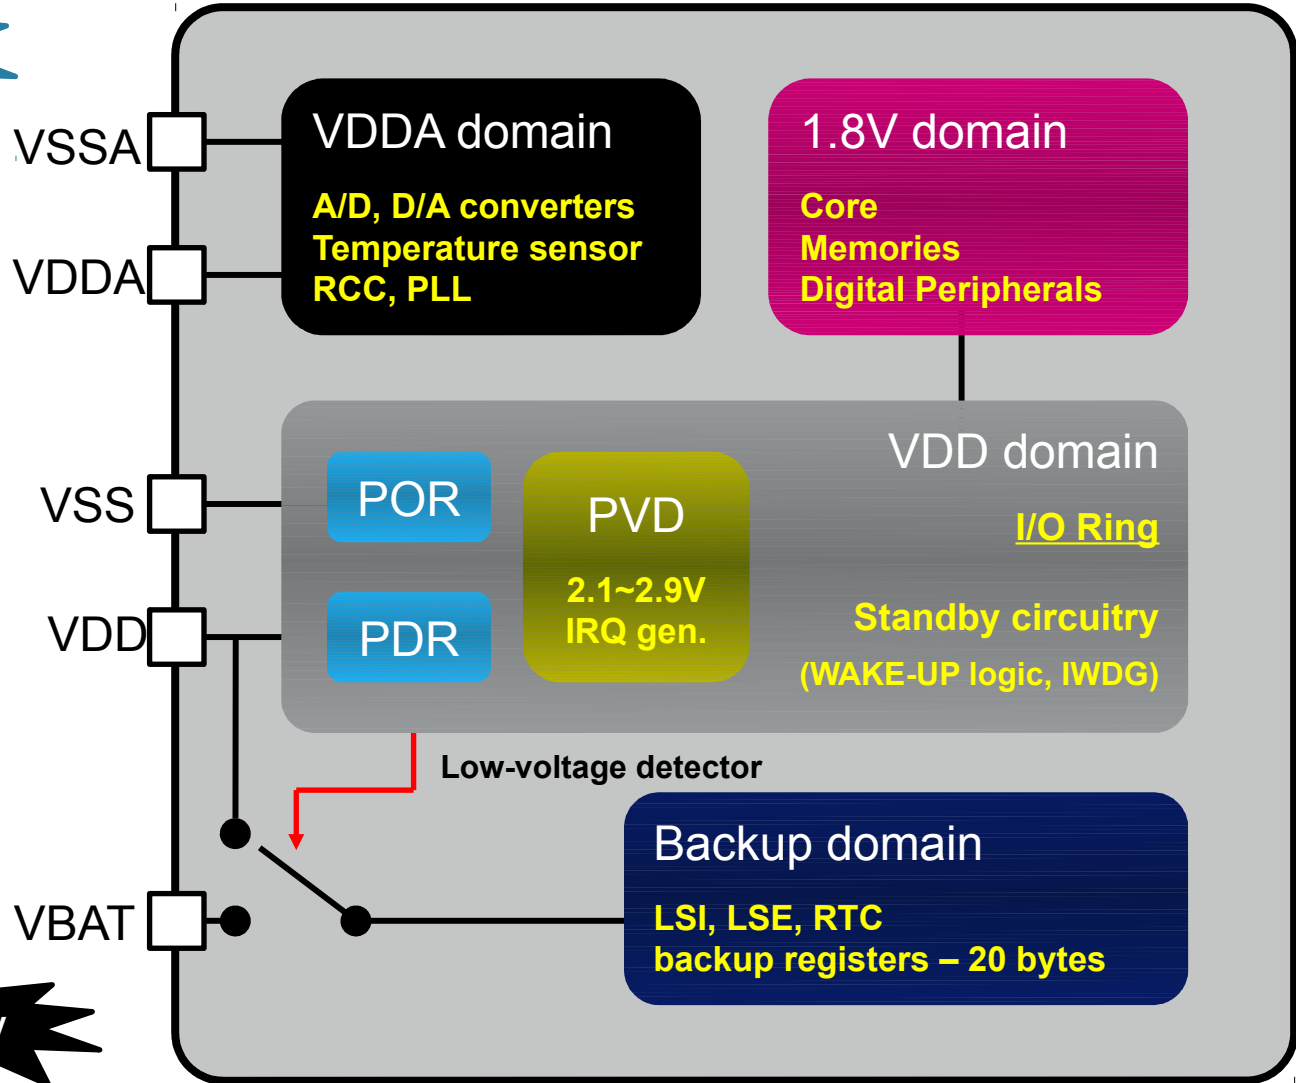 VSSA
VDDA domain
A/D, D/A converters
Temperature sensor
RCC, PLL
VDDA
1.8V domain
Core
Memories
Digital Peripherals
VSS
VDD
POR
PDR
PVD
2.1~2.9V
IRQ gen.
VDD domain
I/O Ring
Standby circuitry
(WAKE-UP logic, IWDG)
Low-voltage detector
VBAT
Backup domain
LSI, LSE, RTC
backup registers – 20 bytes